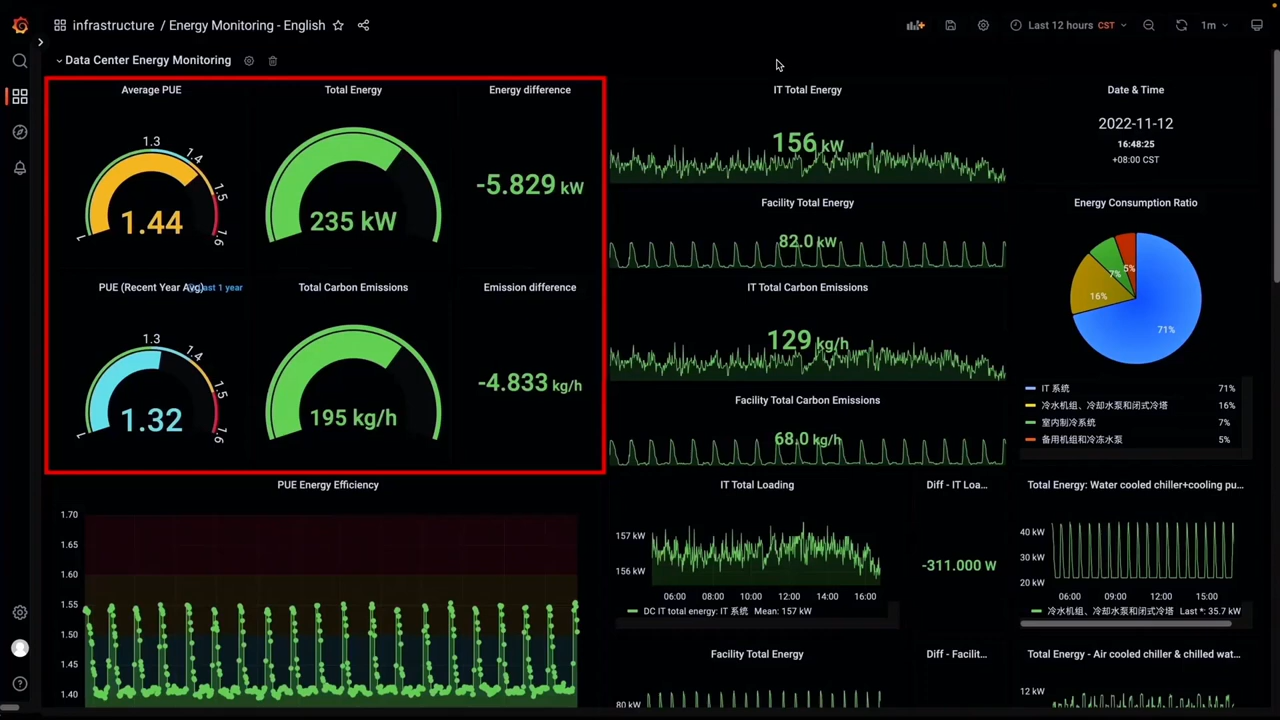 infrastructure / Energy Monitoring - English
Last 12 hours CST
1m
Data Center Energy Monitoring
Average PUE
1
1.3
1.4
1.5
1.6
1.44
Total Energy
235 kW
Energy difference
-5.829 kW
PUE (Recent Year Avg)
Last 1 year
1
1.3
1.4
1.5
1.6
1.32
Total Carbon Emissions
195 kg/h
Emission difference
-4.833 kg/h
IT Total Energy
156 kW
Facility Total Energy
82.0 kW
IT Total Carbon Emissions
129 kg/h
Facility Total Carbon Emissions
68.0 kg/h
Date & Time
2022-11-12
16:48:25
+08:00 CST
Energy Consumption Ratio
5%
7%
16%
71%
IT 系统 71%
冷水机组、冷却水泵和闭式冷塔 16%
室内制冷系统 7%
备用机组和冷冻水泵 5%
PUE Energy Efficiency
1.70
1.65
1.60
1.55
1.50
1.45
1.40
IT Total Loading
157 kW
156 kW
06:00 08:00 10:00 12:00 14:00 16:00
DC IT total energy: IT 系统 Mean: 157 kW
Diff - IT Loa...
-311.000 W
Total Energy: Water cooled chiller+cooling pu...
40 kW
30 kW
20 kW
06:00 09:00 12:00 15:00
冷水机组、冷却水泵和闭式冷塔 Last *: 35.7 kW
Facility Total Energy
80 kW
Diff - Facilit...
Total Energy - Air cooled chiller & chilled wat...
12 kW